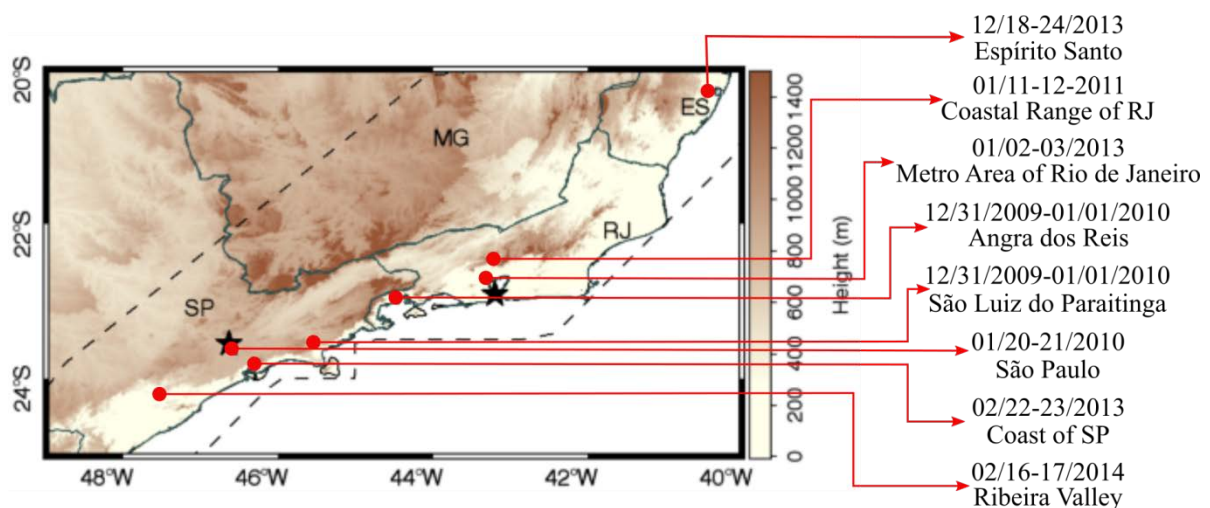 12/18-24/2013
Espírito Santo
01/11-12-2011
Coastal Range of RJ
01/02-03/2013
Metro Area of Rio de Janeiro
12/31/2009-01/01/2010
Angra dos Reis
12/31/2009-01/01/2010
São Luiz do Paraitinga
01/20-21/2010
São Paulo
02/22-23/2013
Coast of SP
02/16-17/2014
Ribeira Valley
20°S
22°S
24°S
48°W
46°W
44°W
42°W
40°W
MG
ES
RJ
SP
Height (m)
1400
1200
1000
800
600
400
200
0